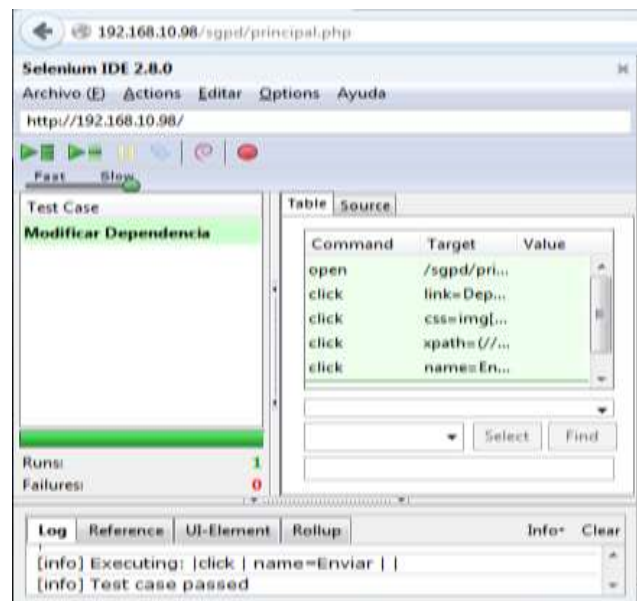 192.168.10.98/sgpd/principal.php
Selenium IDE 2.8.0
Archivo (F) Actions Editar Options Ayuda
http://192.168.10.98/
Fast Slow
Test Case
Modificar Dependencia
Table Source
Command Target Value
open /sgpd/pri...
click link=Dep...
click css=img[...
click xpath=(//...
click name=En...
Select Find
Runs: 1
Failures: 0
Log Reference UI-Element Rollup Info Clear
[info] Executing: |click | name=Enviar | |
[info] Test case passed